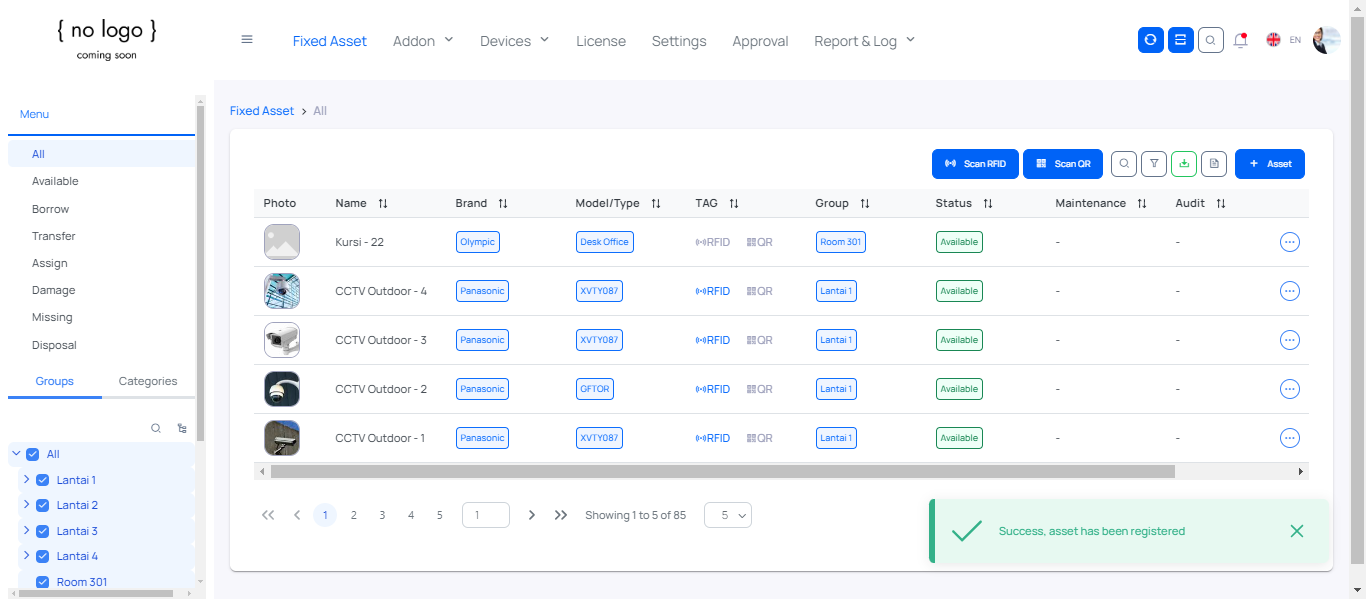 { no logo }
coming soon
Fixed Asset Addon Devices License Settings Approval Report & Log EN
Menu
All
Available
Borrow
Transfer
Assign
Damage
Missing
Disposal
Groups Categories
All
Lantai 1
Lantai 2
Lantai 3
Lantai 4
Room 301
Fixed Asset > All
Scan RFID Scan QR + Asset
Photo Name Brand Model/Type TAG Group Status Maintenance Audit
Kursi - 22 Olympic Desk Office RFID QR Room 301 Available - -
CCTV Outdoor - 4 Panasonic XVTY087 RFID QR Lantai 1 Available - -
CCTV Outdoor - 3 Panasonic XVTY087 RFID QR Lantai 1 Available - -
CCTV Outdoor - 2 Panasonic GFTOR RFID QR Lantai 1 Available - -
CCTV Outdoor - 1 Panasonic XVTY087 RFID QR Lantai 1 Available - -
1 2 3 4 5 1 Showing 1 to 5 of 85 5
Success, asset has been registered